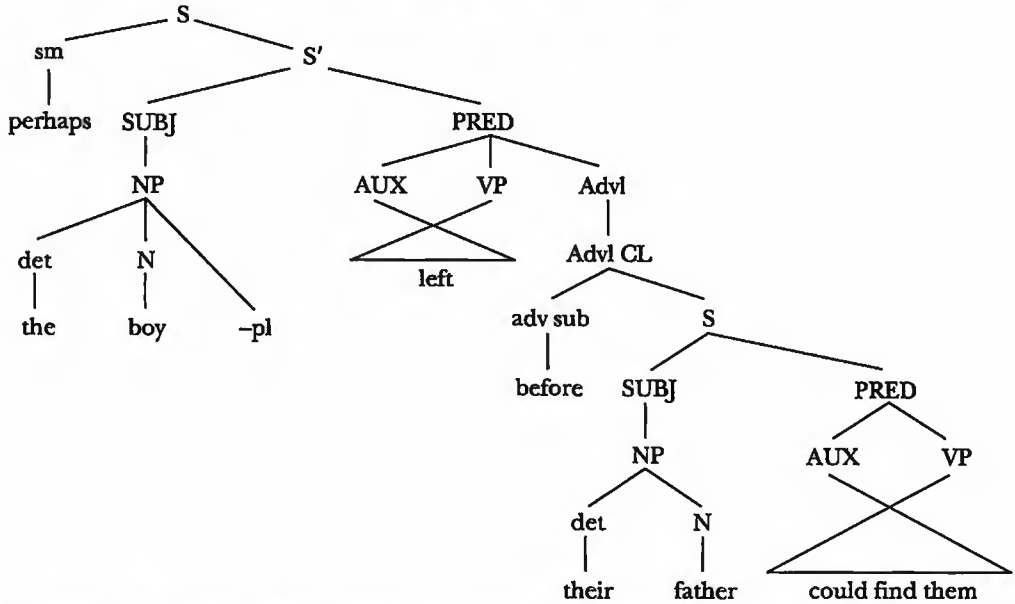 S
sm S′
perhaps SUBJ PRED
NP AUX VP Advl
det N left Advl CL
the boy –pl adv sub S
before SUBJ PRED
NP AUX VP
det N
their father could find them